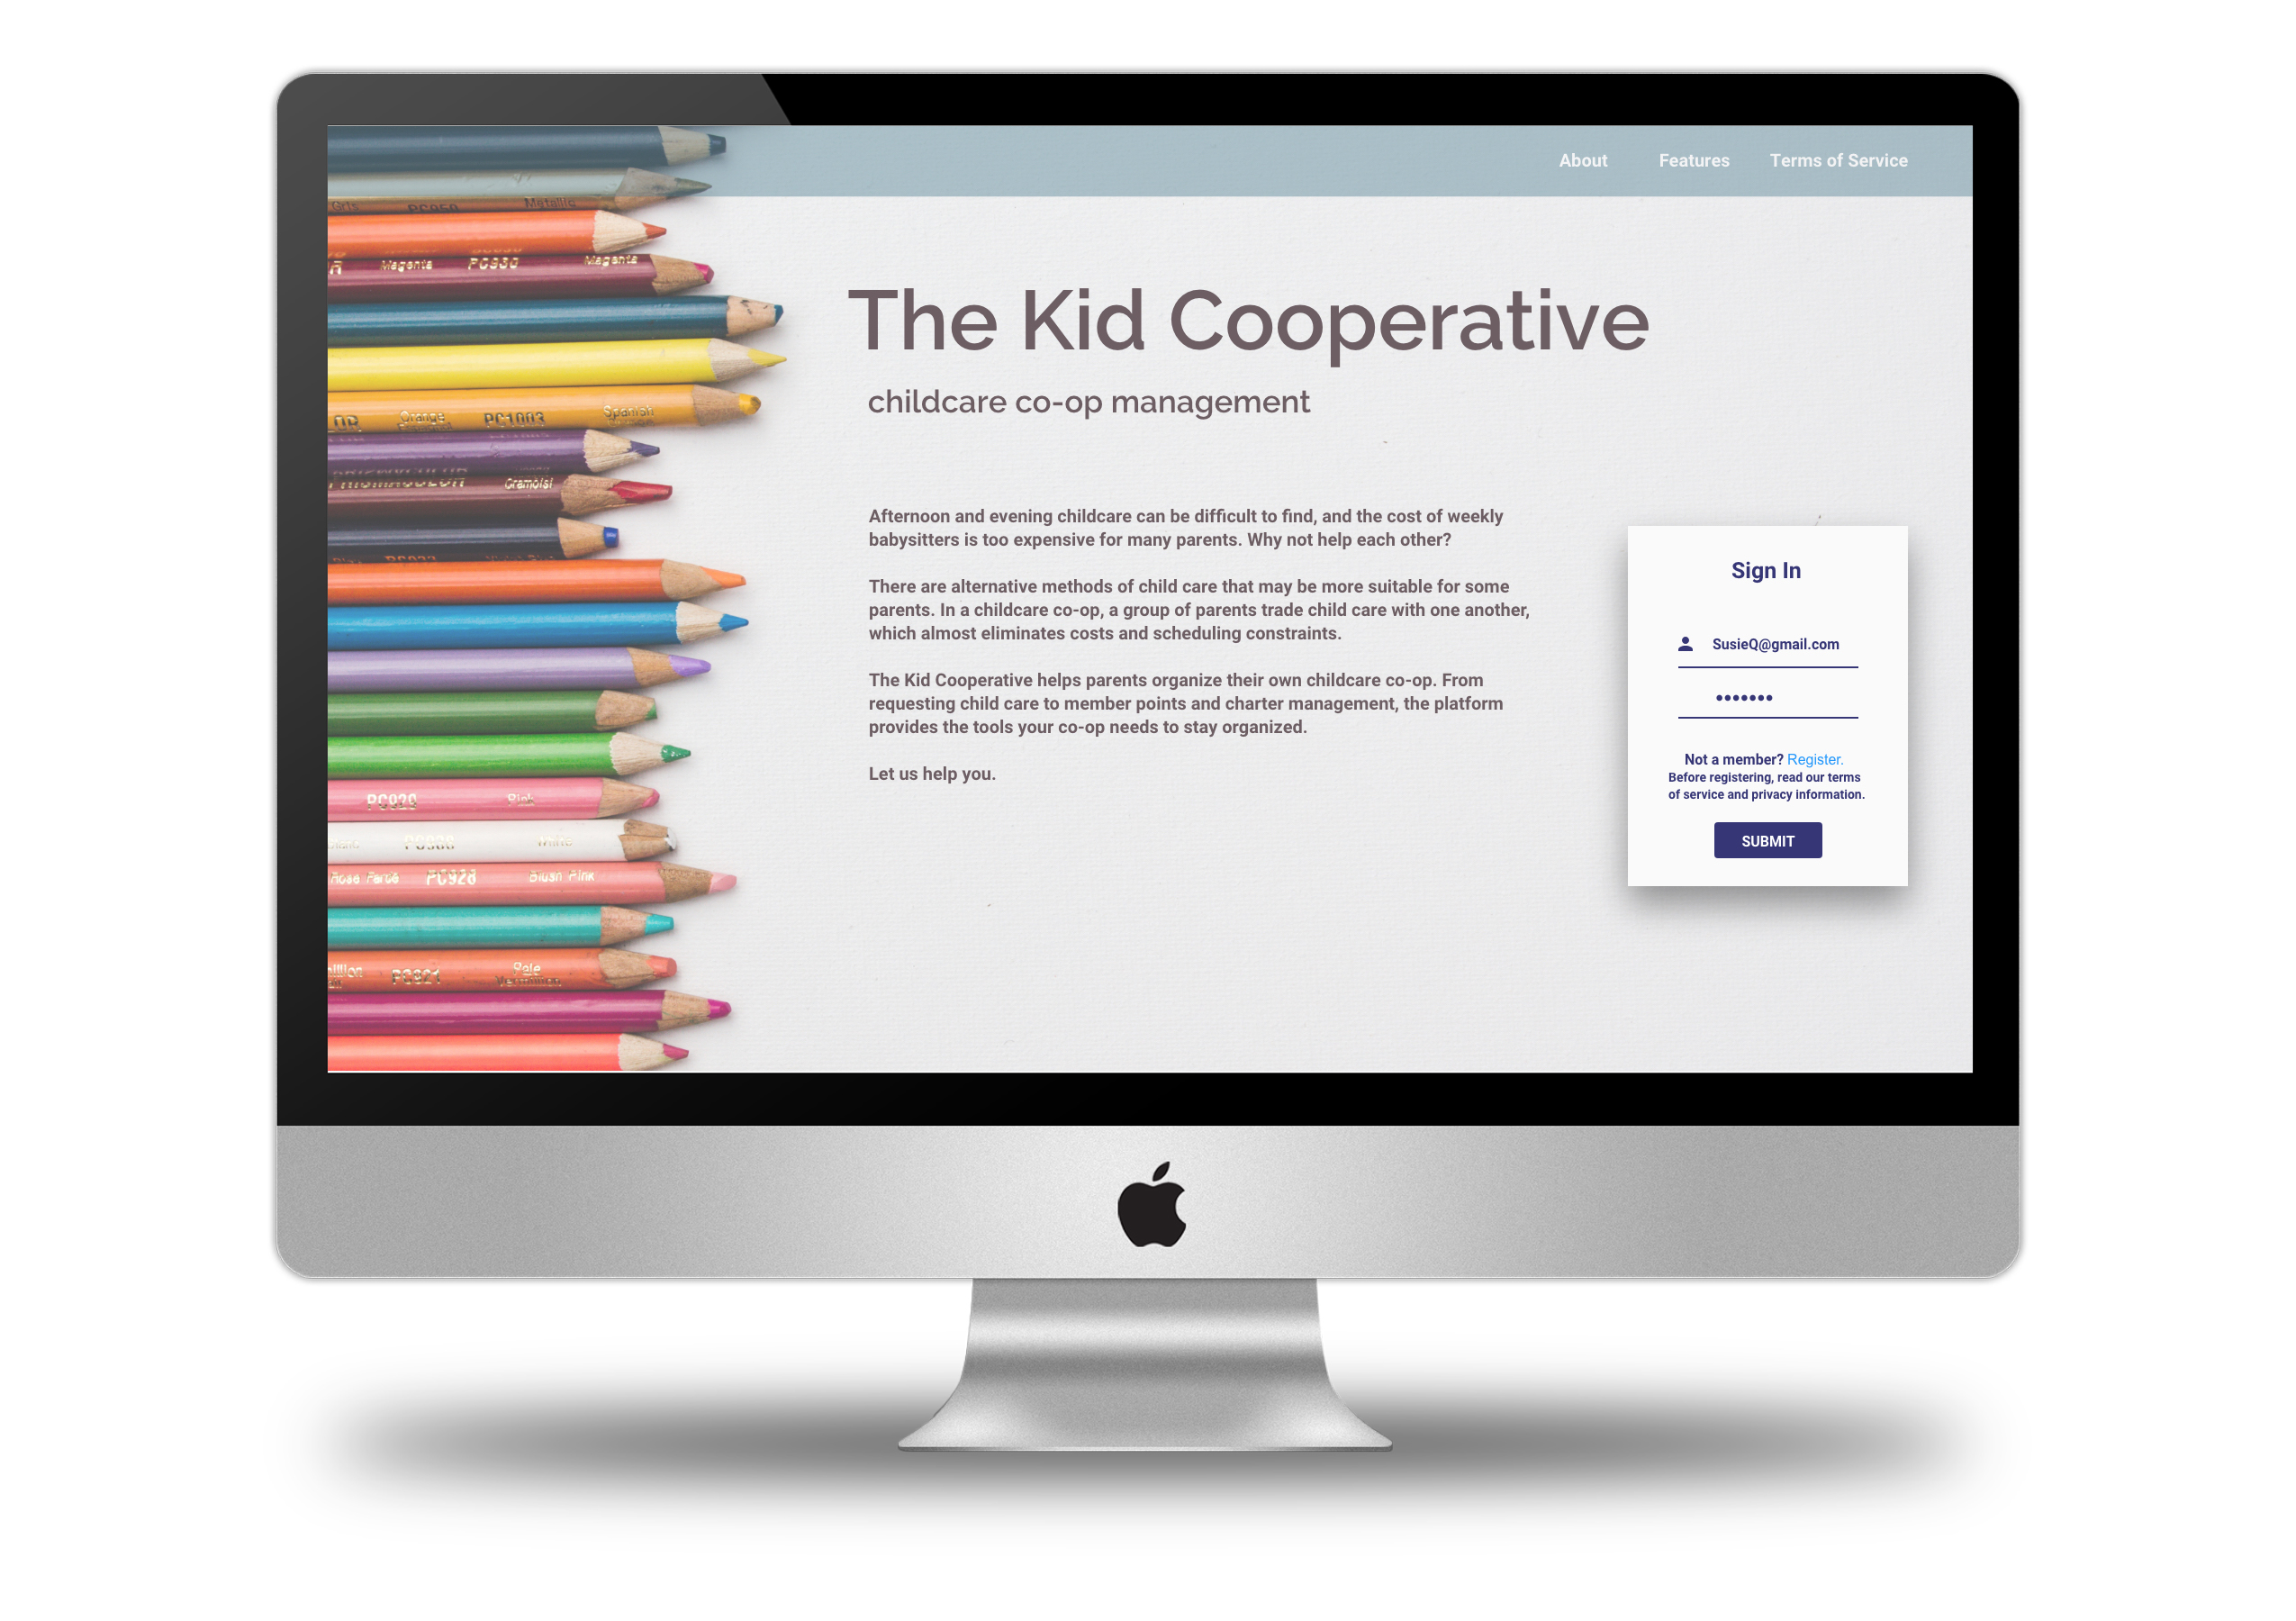 About Features Terms of Service
Gris PC950 Metallic
Magenta PC930 Magenta
The Kid Cooperative
childcare co-op management
Orange PC1003 Spanish
PRISMACOLOR Cramoisi
Afternoon and evening childcare can be difficult to find, and the cost of weekly
babysitters is too expensive for many parents. Why not help each other?
There are alternative methods of child care that may be more suitable for some
parents. In a childcare co-op, a group of parents trade child care with one another,
which almost eliminates costs and scheduling constraints.
The Kid Cooperative helps parents organize their own childcare co-op. From
requesting child care to member points and charter management, the platform
provides the tools your co-op needs to stay organized.
Let us help you.
Sign In
SusieQ@gmail.com
•••••••
Not a member? Register.
Before registering, read our terms
of service and privacy information.
SUBMIT
PC929 Pink
White
PC928 Blush Pink
PC921 Pale
Vermilion